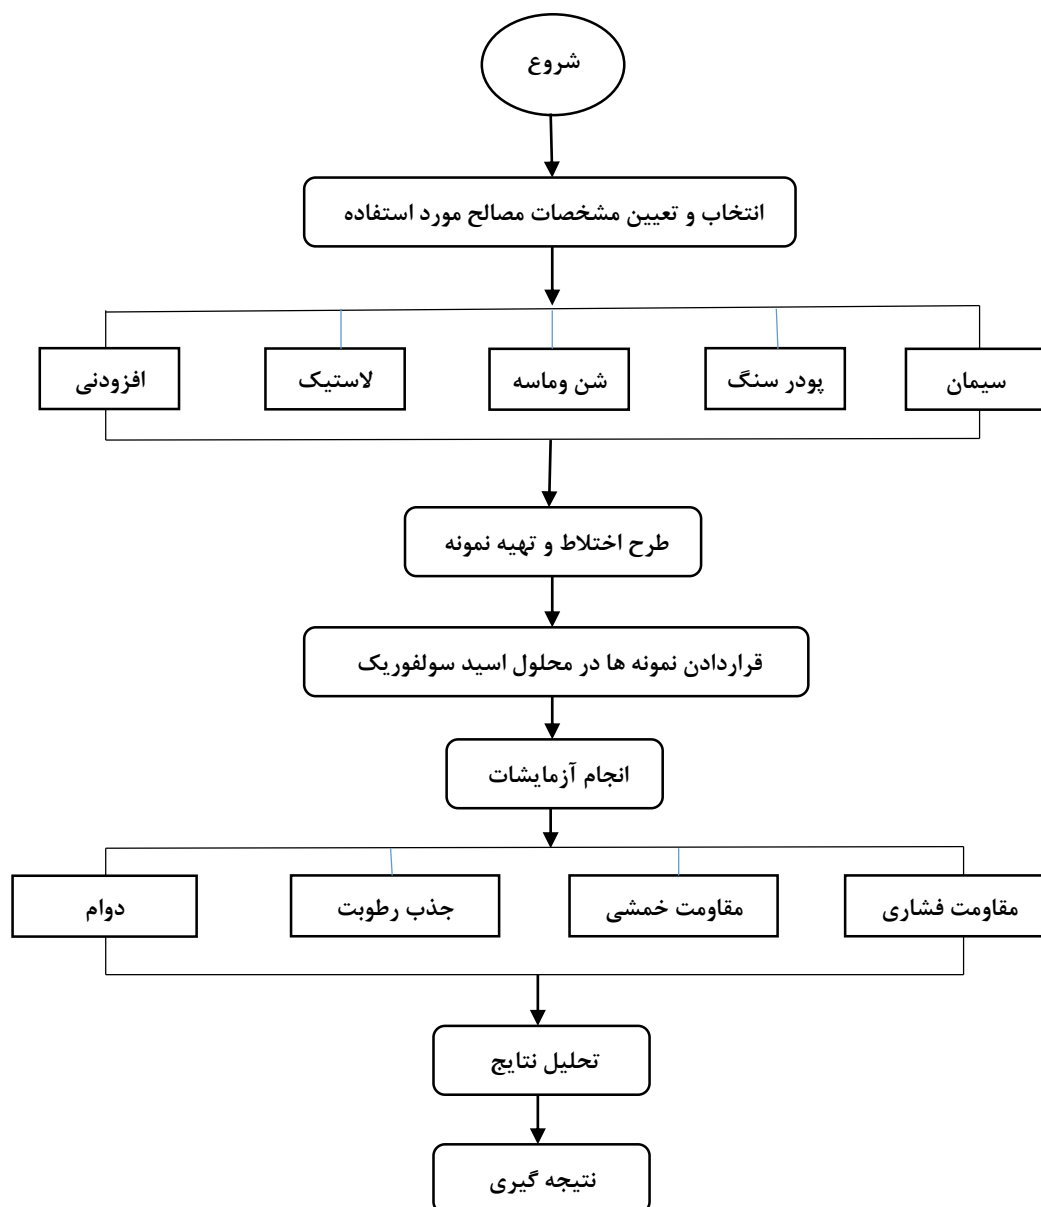 شروع
انتخاب و تعیین مشخصات مصالح مورد استفاده
سیمان
پودر سنگ
شن وماسه
لاستیک
افزودنی
طرح اختلاط و تهیه نمونه
قراردادن نمونه ها در محلول اسید سولفوریک
انجام آزمایشات
مقاومت فشاری
مقاومت خمشی
جذب رطوبت
دوام
تحلیل نتایج
نتیجه گیری